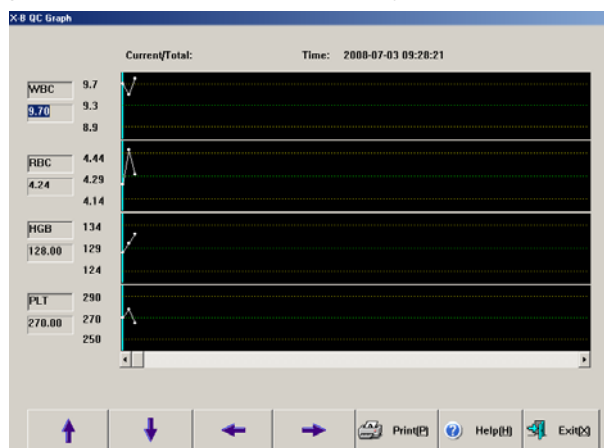 X-B QC Graph
Current/Total: Time: 2008-07-03 09:28:21
WBC 9.7
9.70 9.3
8.9
RBC 4.44
4.24 4.29
4.14
HGB 134
128.00 129
124
PLT 290
270.00 270
250
Print(P) Help(H) Exit(X)